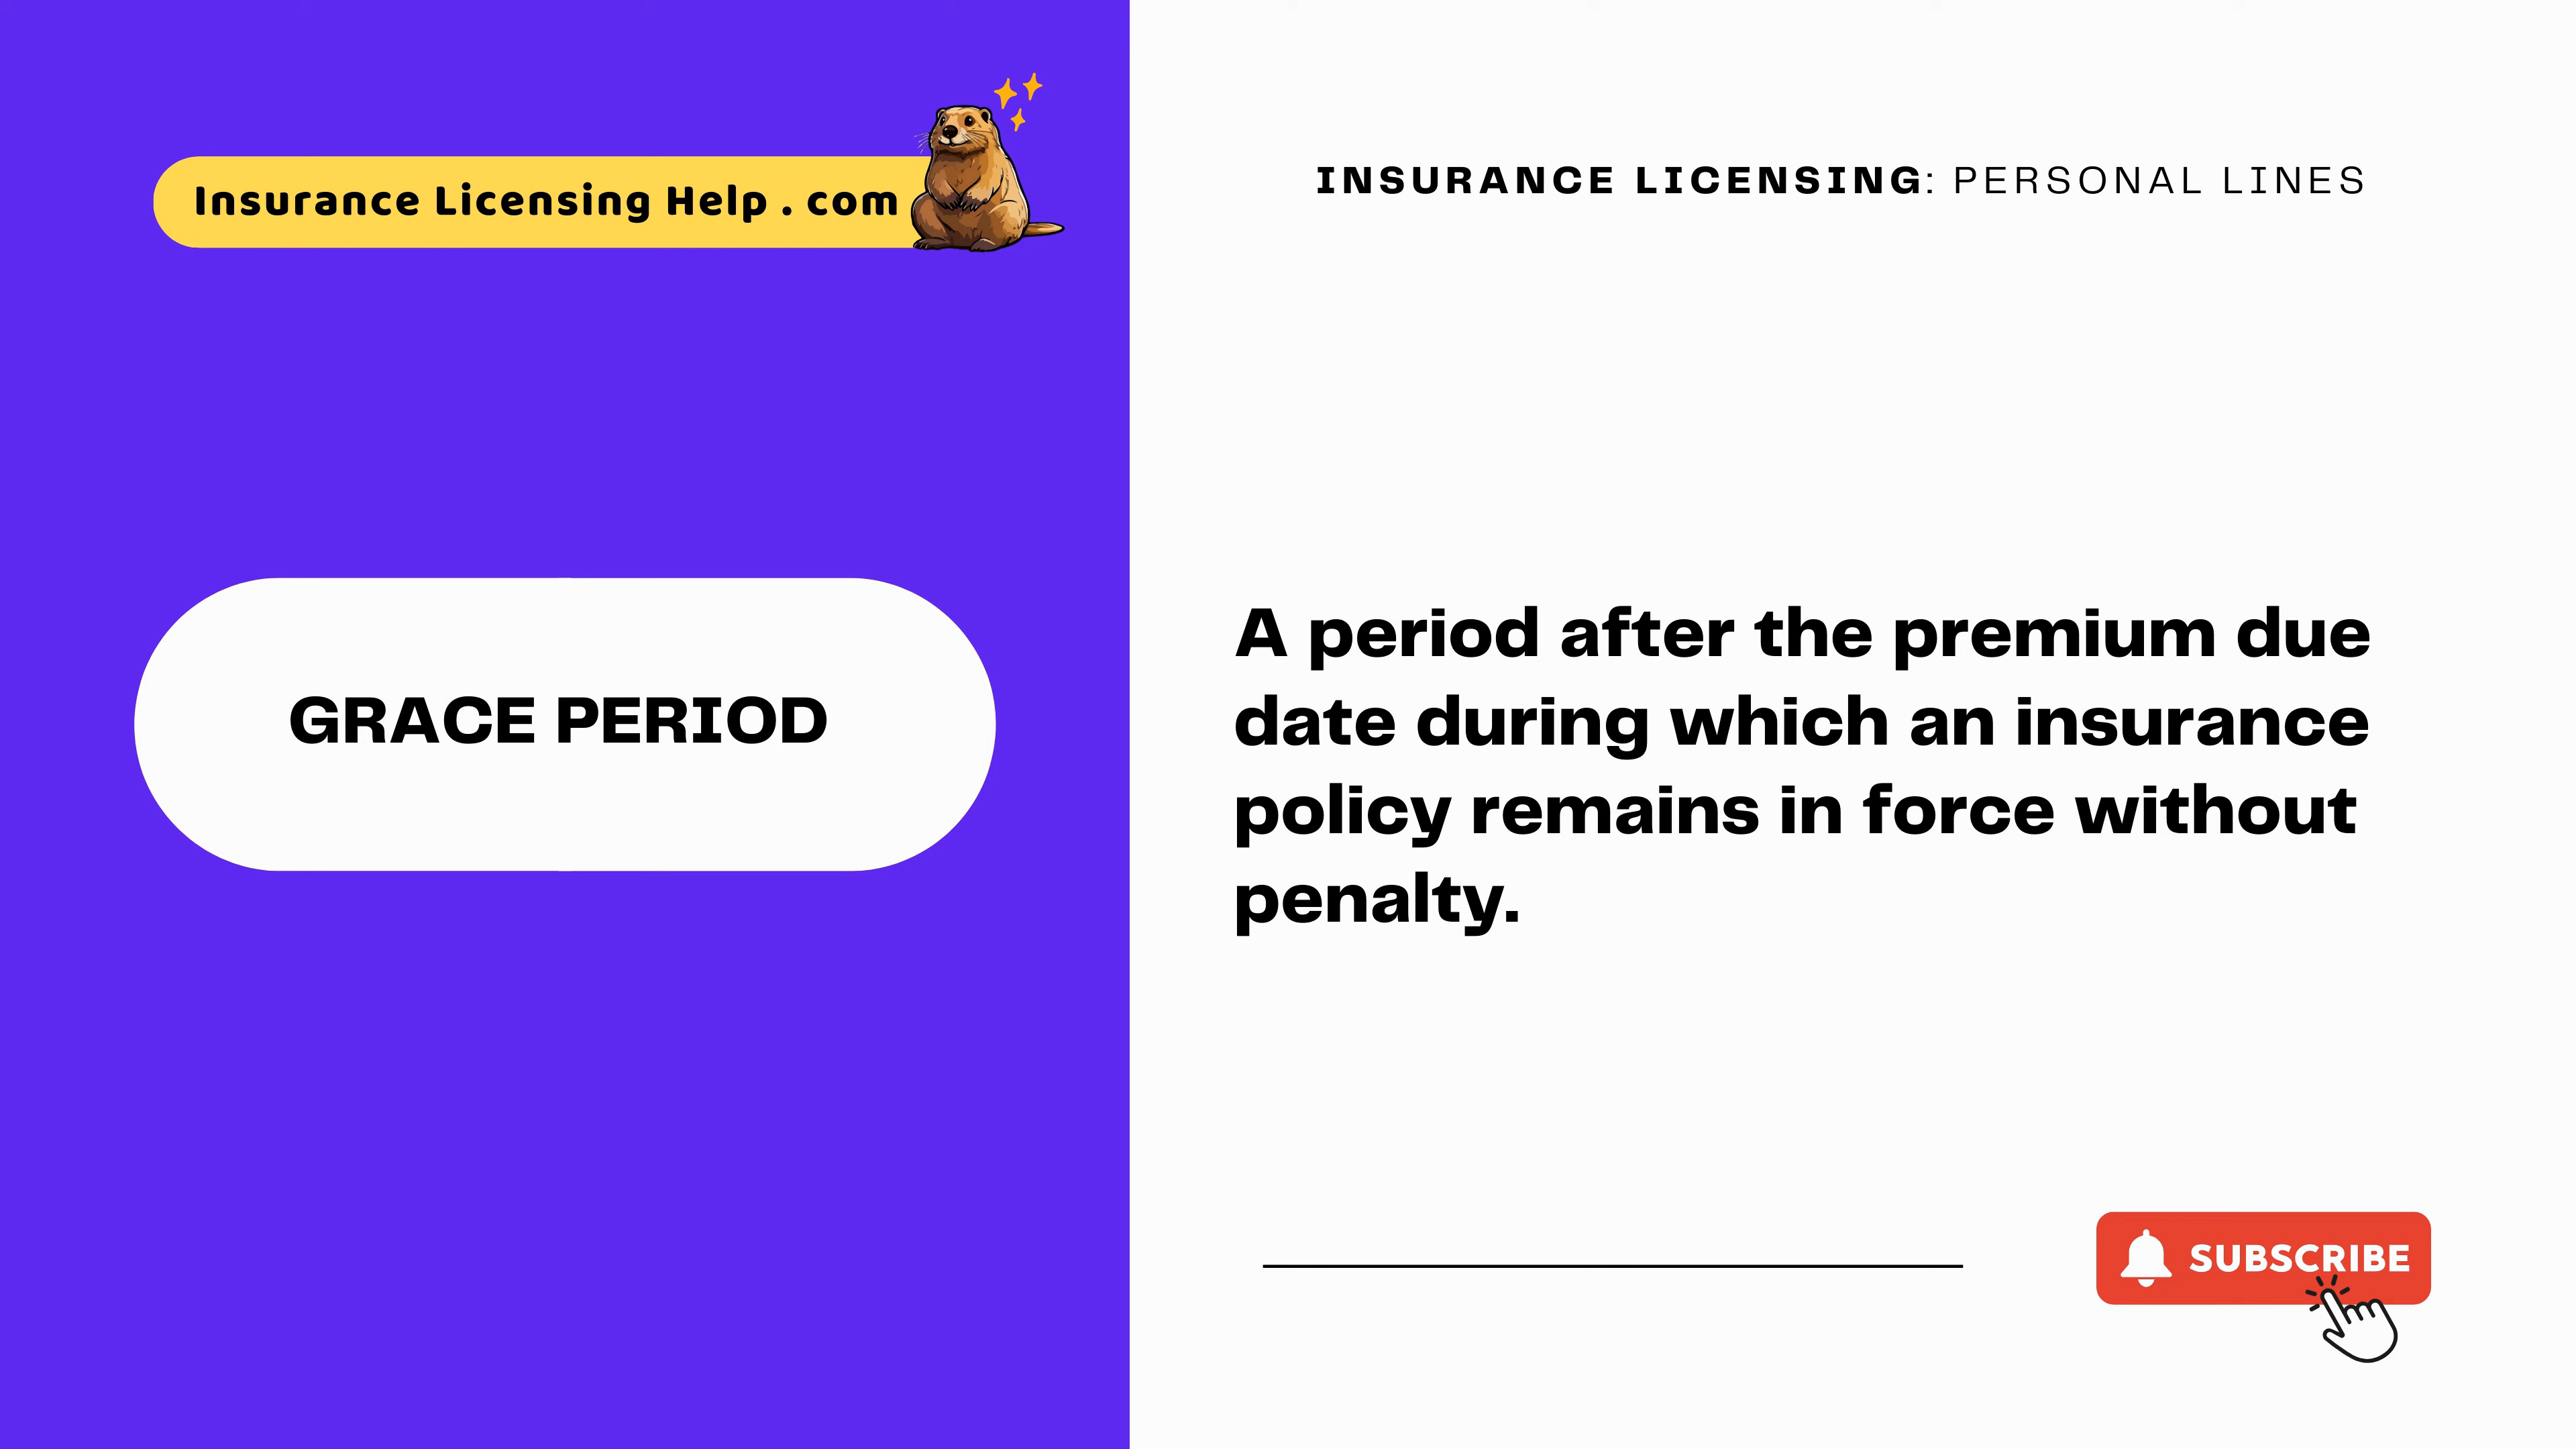 Insurance Licensing Help . com
INSURANCE LICENSING: PERSONAL LINES
GRACE PERIOD
A period after the premium due
date during which an insurance
policy remains in force without
penalty.
SUBSCRIBE